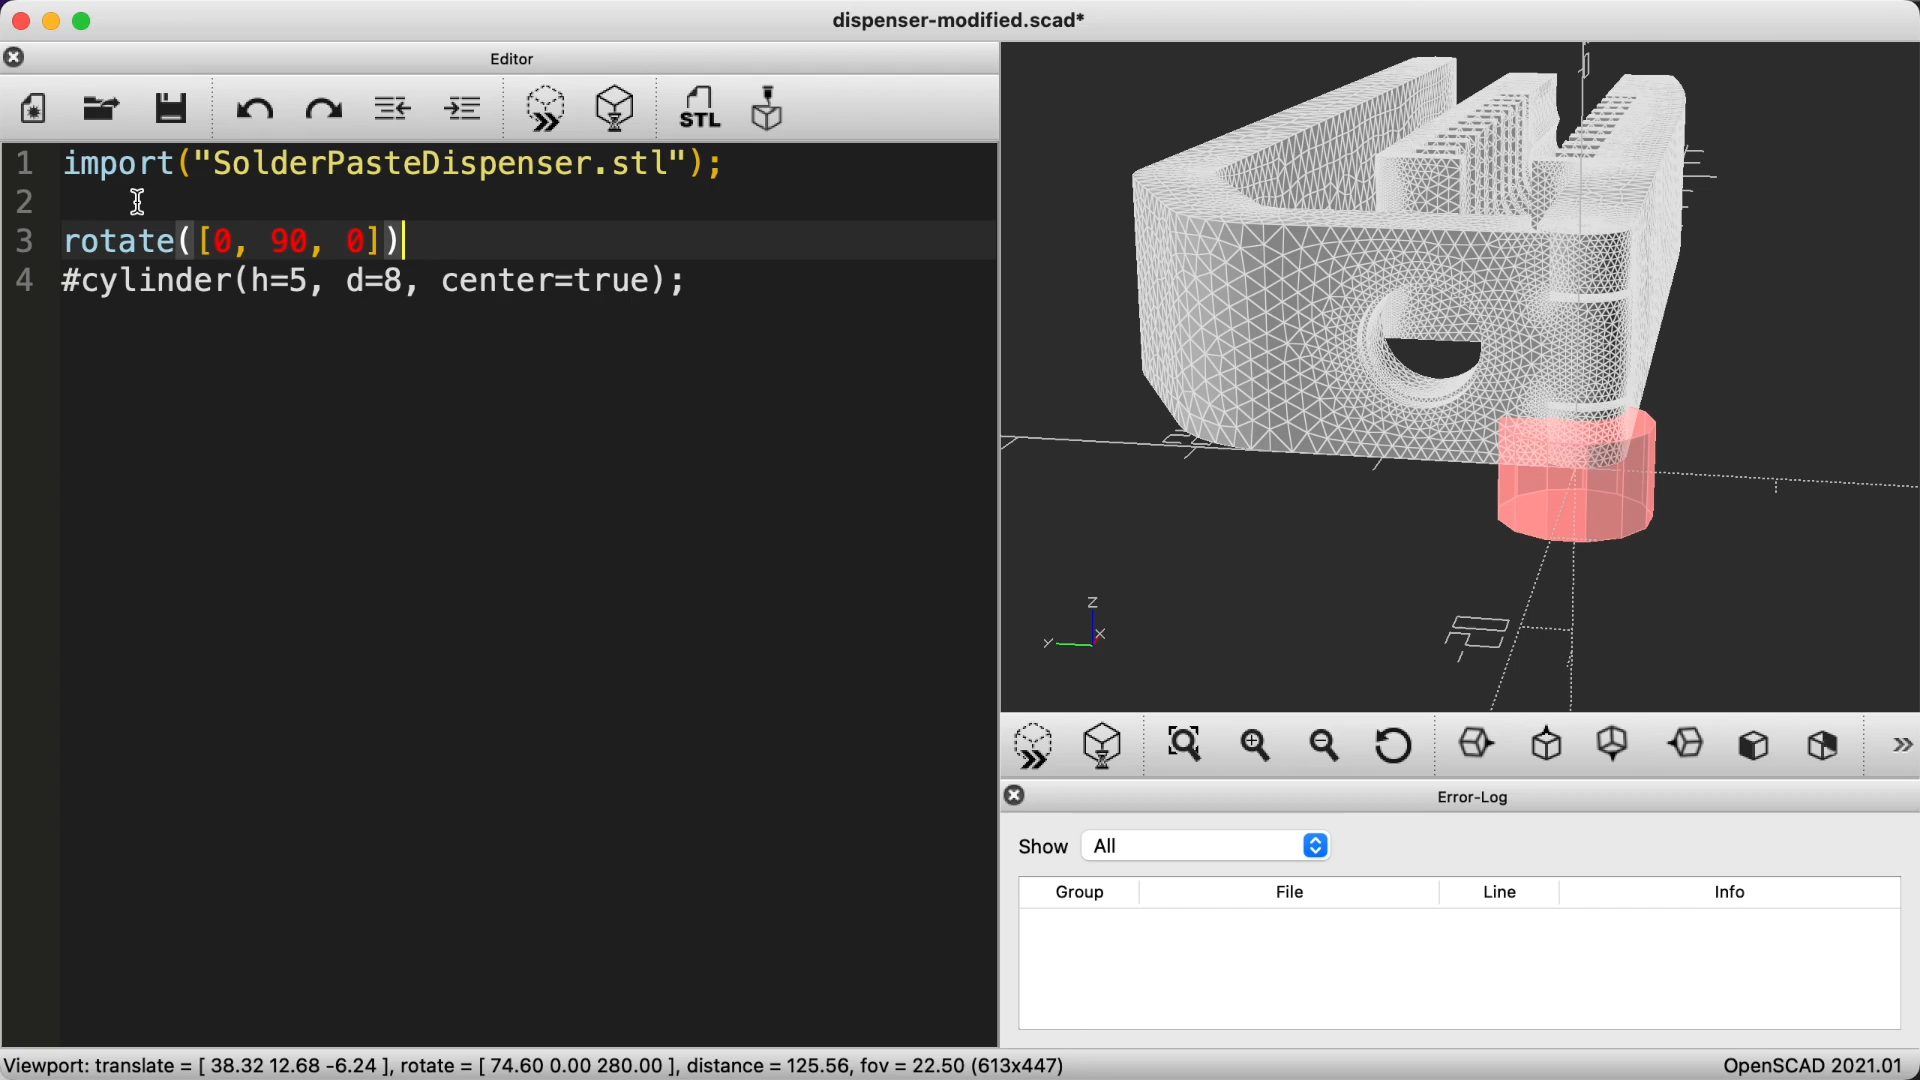 dispenser-modified.scad*
Editor
STL
1 import("SolderPasteDispenser.stl");
2
3 rotate([0, 90, 0])
4 #cylinder(h=5, d=8, center=true);
Z
Y X
Error-Log
Show All
Group File Line Info
Viewport: translate = [ 38.32 12.68 -6.24 ], rotate = [ 74.60 0.00 280.00 ], distance = 125.56, fov = 22.50 (613x447)
OpenSCAD 2021.01